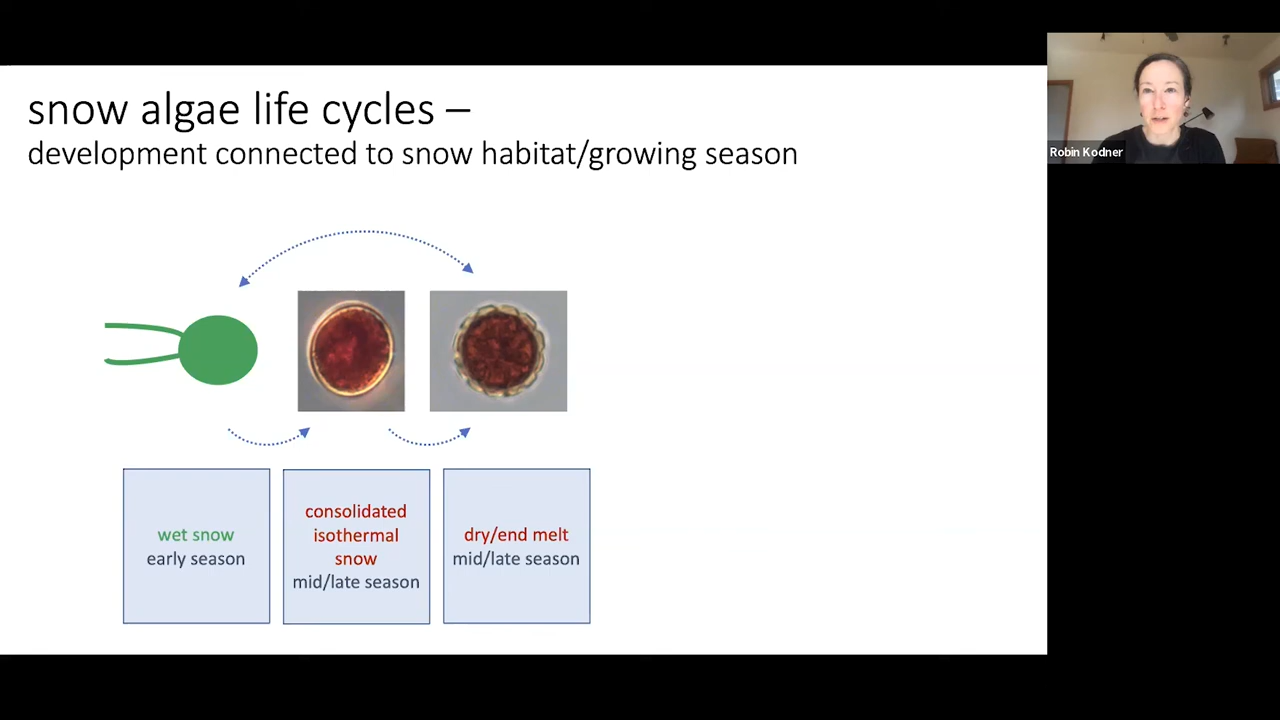 snow algae life cycles –
development connected to snow habitat/growing season
Robin Kodner
wet snow
early season
consolidated
isothermal
snow
mid/late season
dry/end melt
mid/late season